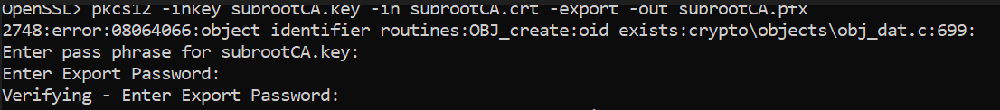 OpenSSL> pkcs12 -inkey subrootCA.key -in subrootCA.crt -export -out subrootCA.pfx
2748:error:08064066:object identifier routines:OBJ_create:oid exists:crypto\objects\obj_dat.c:699:
Enter pass phrase for subrootCA.key:
Enter Export Password:
Verifying - Enter Export Password: